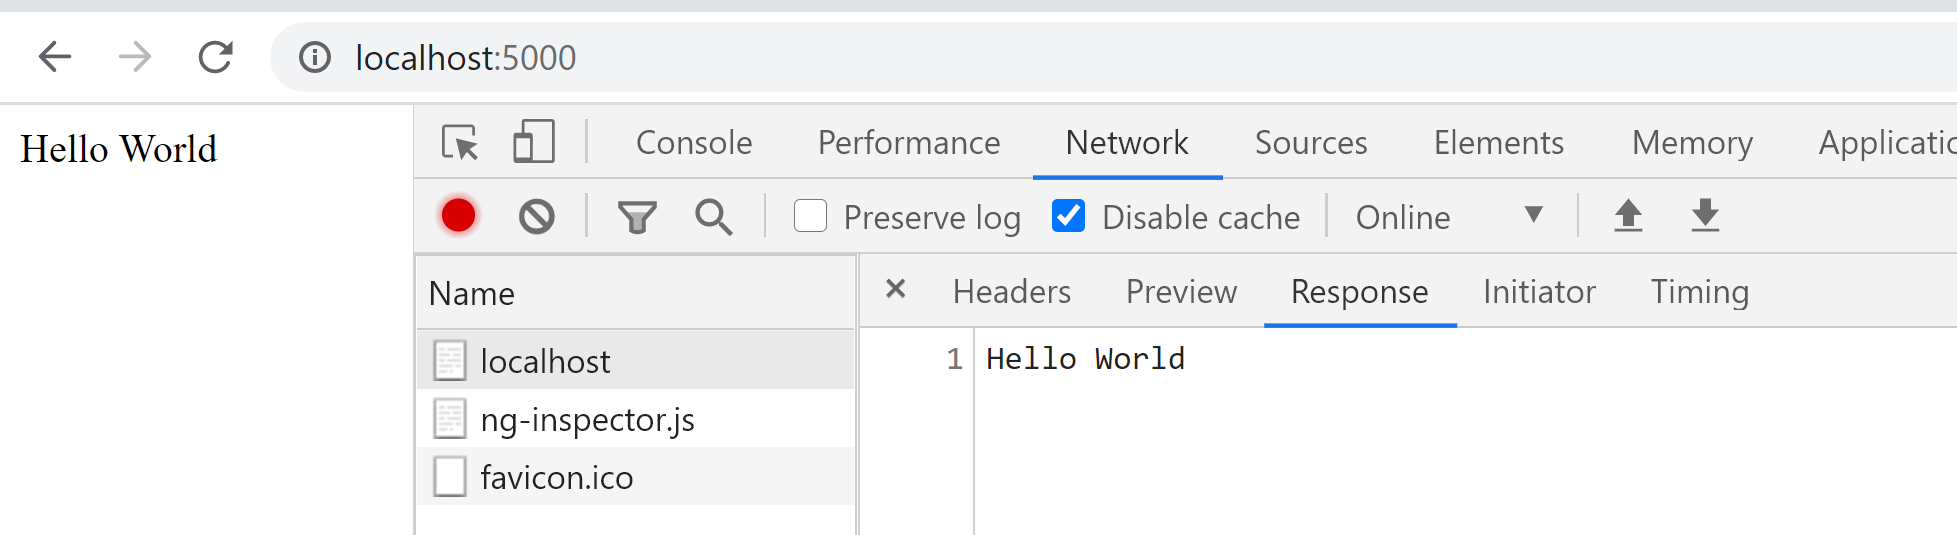 localhost:5000
Hello World
Console Performance Network Sources Elements Memory Applicatic
Preserve log Disable cache Online
Name
Headers Preview Response Initiator Timing
localhost
1 Hello World
ng-inspector.js
favicon.ico